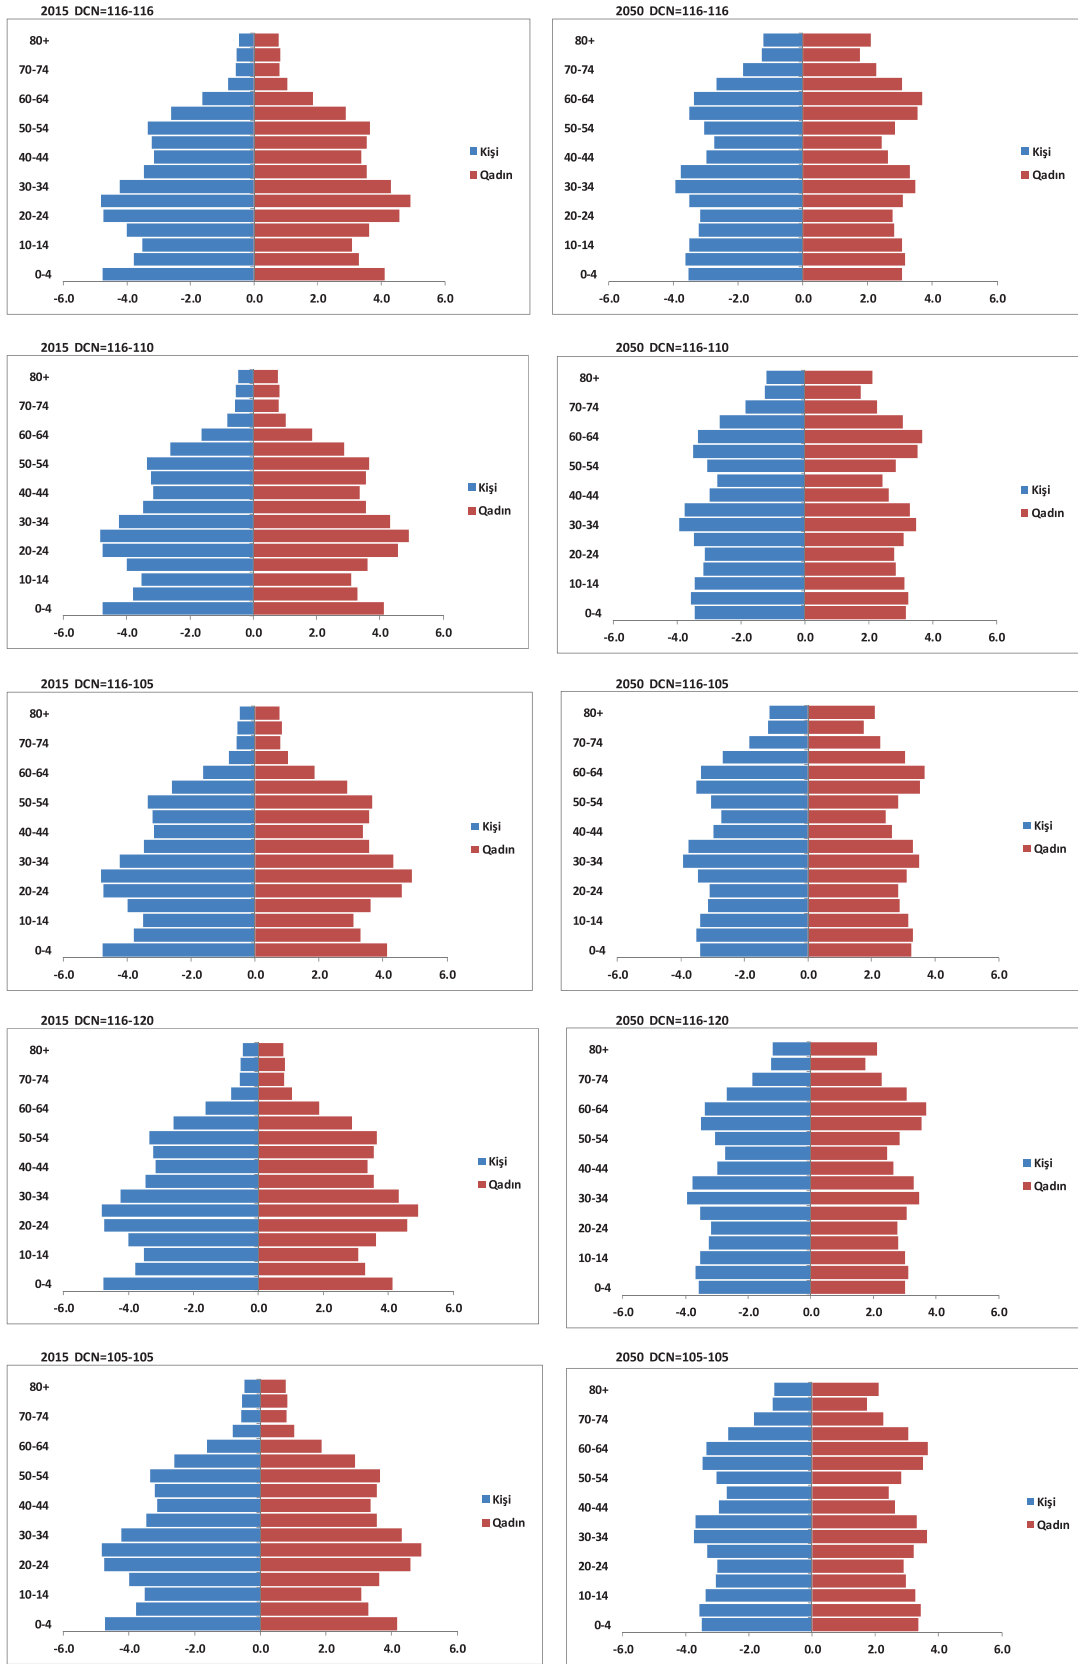 2015 DCN=116-116
80+
70-74
60-64
50-54
40-44
30-34
20-24
10-14
0-4
-6.0 -4.0 -2.0 0.0 2.0 4.0 6.0
Kişi
Qadın
2050 DCN=116-116
80+
70-74
60-64
50-54
40-44
30-34
20-24
10-14
0-4
-6.0 -4.0 -2.0 0.0 2.0 4.0 6.0
Kişi
Qadın
2015 DCN=116-110
80+
70-74
60-64
50-54
40-44
30-34
20-24
10-14
0-4
-6.0 -4.0 -2.0 0.0 2.0 4.0 6.0
Kişi
Qadın
2050 DCN=116-110
80+
70-74
60-64
50-54
40-44
30-34
20-24
10-14
0-4
-6.0 -4.0 -2.0 0.0 2.0 4.0 6.0
Kişi
Qadın
2015 DCN=116-105
80+
70-74
60-64
50-54
40-44
30-34
20-24
10-14
0-4
-6.0 -4.0 -2.0 0.0 2.0 4.0 6.0
Kişi
Qadın
2050 DCN=116-105
80+
70-74
60-64
50-54
40-44
30-34
20-24
10-14
0-4
-6.0 -4.0 -2.0 0.0 2.0 4.0 6.0
Kişi
Qadın
2015 DCN=116-120
80+
70-74
60-64
50-54
40-44
30-34
20-24
10-14
0-4
-6.0 -4.0 -2.0 0.0 2.0 4.0 6.0
Kişi
Qadın
2050 DCN=116-120
80+
70-74
60-64
50-54
40-44
30-34
20-24
10-14
0-4
-6.0 -4.0 -2.0 0.0 2.0 4.0 6.0
Kişi
Qadın
2015 DCN=105-105
80+
70-74
60-64
50-54
40-44
30-34
20-24
10-14
0-4
-6.0 -4.0 -2.0 0.0 2.0 4.0 6.0
Kişi
Qadın
2050 DCN=105-105
80+
70-74
60-64
50-54
40-44
30-34
20-24
10-14
0-4
-6.0 -4.0 -2.0 0.0 2.0 4.0 6.0
Kişi
Qadın